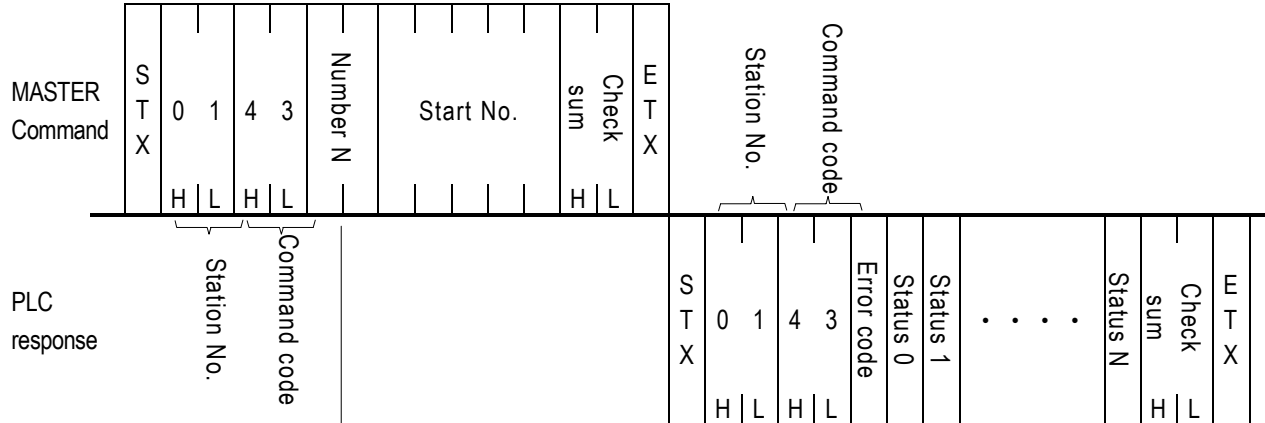 MASTER
Command
S
T
X
0 1
4 3
Number N
Start No.
Check
sum
E
T
X
H L
H L
H L
Station No.
Command code
Station No.
Command code
PLC
response
S
T
X
0 1
4 3
Error code
Status 0
Status 1
. . . .
Status N
Check
sum
E
T
X
H L
H L
H L